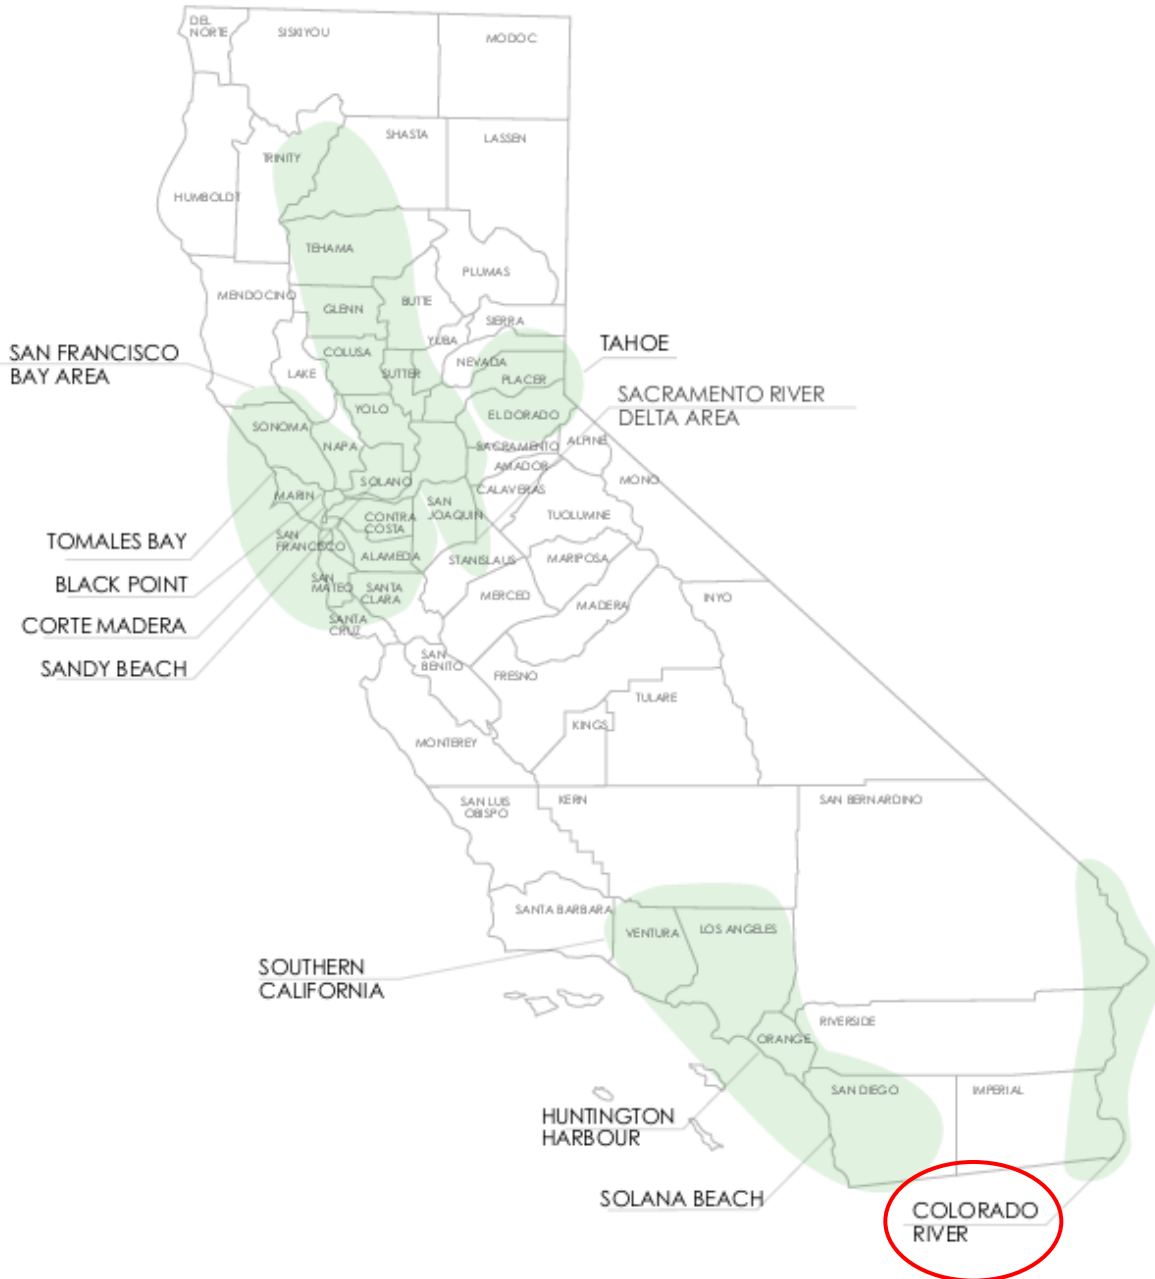 DEL
NORTE
SISKIYOU
MODOC
SHASTA
LASSEN
TRINITY
HUMBOLDT
TEHAMA
PLUMAS
MENDOCINO
GLENN
BUTTE
SIERRA
YUBA
SAN FRANCISCO
BAY AREA
COLUSA
LAKE
SUTTER
NEVADA
PLACER
TAHOE
YOLO
EL DORADO
SACRAMENTO RIVER
DELTA AREA
SONOMA
NAPA
SACRAMENTO
ALPINE
AMADOR
SOLANO
CALAVERAS
MONO
MARIN
SAN
JOAQUIN
CONTRA
COSTA
TUOLUMNE
TOMALES BAY
SAN
FRANCISCO
ALAMEDA
STANISLAUS
MARIPOSA
BLACK POINT
SAN
MATEO
SANTA
CLARA
MERCED
MADERA
INYO
CORTE MADERA
SANTA
CRUZ
SANDY BEACH
SAN
BENITO
FRESNO
TULARE
KINGS
MONTEREY
SAN LUIS
OBISPO
KERN
SAN BERNARDINO
SANTA BARBARA
VENTURA
LOS ANGELES
SOUTHERN
CALIFORNIA
RIVERSIDE
ORANGE
SAN DIEGO
IMPERIAL
HUNTINGTON
HARBOUR
SOLANA BEACH
COLORADO
RIVER